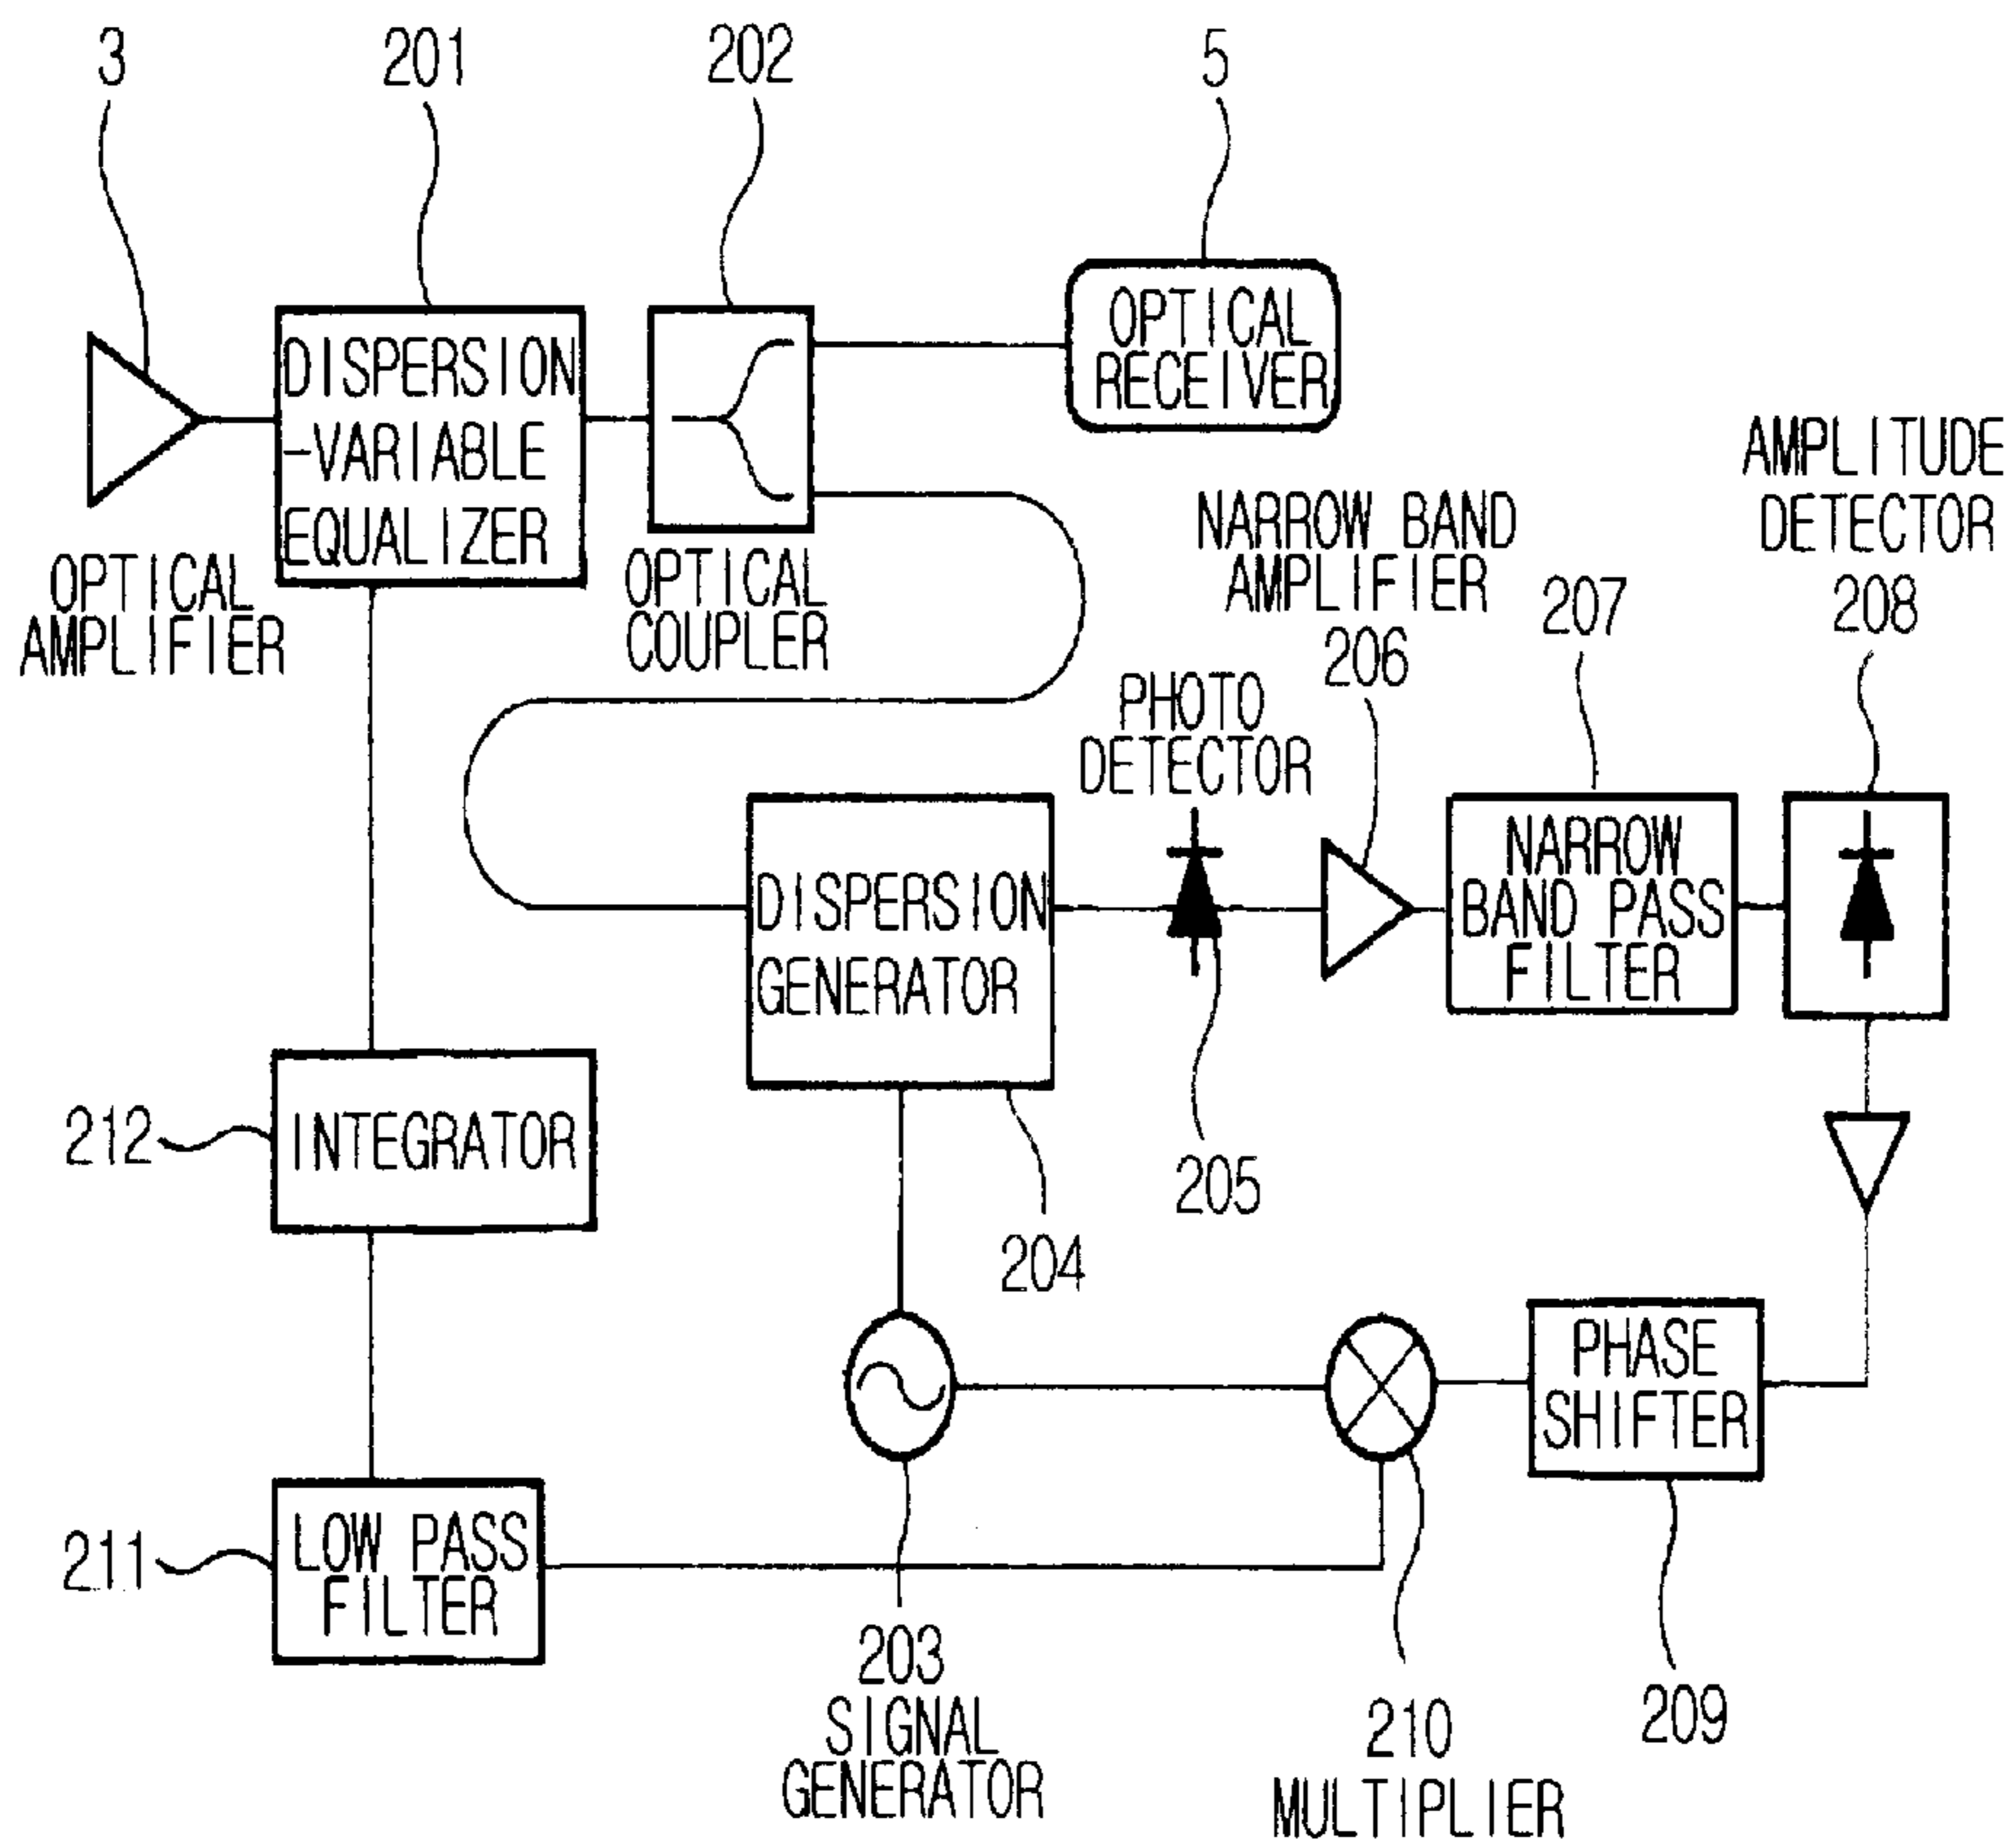 3
201
202
5
DISPERSION
-VARIABLE
EQUALIZER
OPTICAL
RECEIVER
OPTICAL
AMPLIFIER
OPTICAL
COUPLER
NARROW BAND
AMPLIFIER
206
207
AMPLITUDE
DETECTOR
208
PHOTO
DETECTOR
DISPERSION
GENERATOR
NARROW
BAND PASS
FILTER
212
INTEGRATOR
205
204
PHASE
SHIFTER
211
LOW PASS
FILTER
203
SIGNAL
GENERATOR
210
MULTIPLIER
209